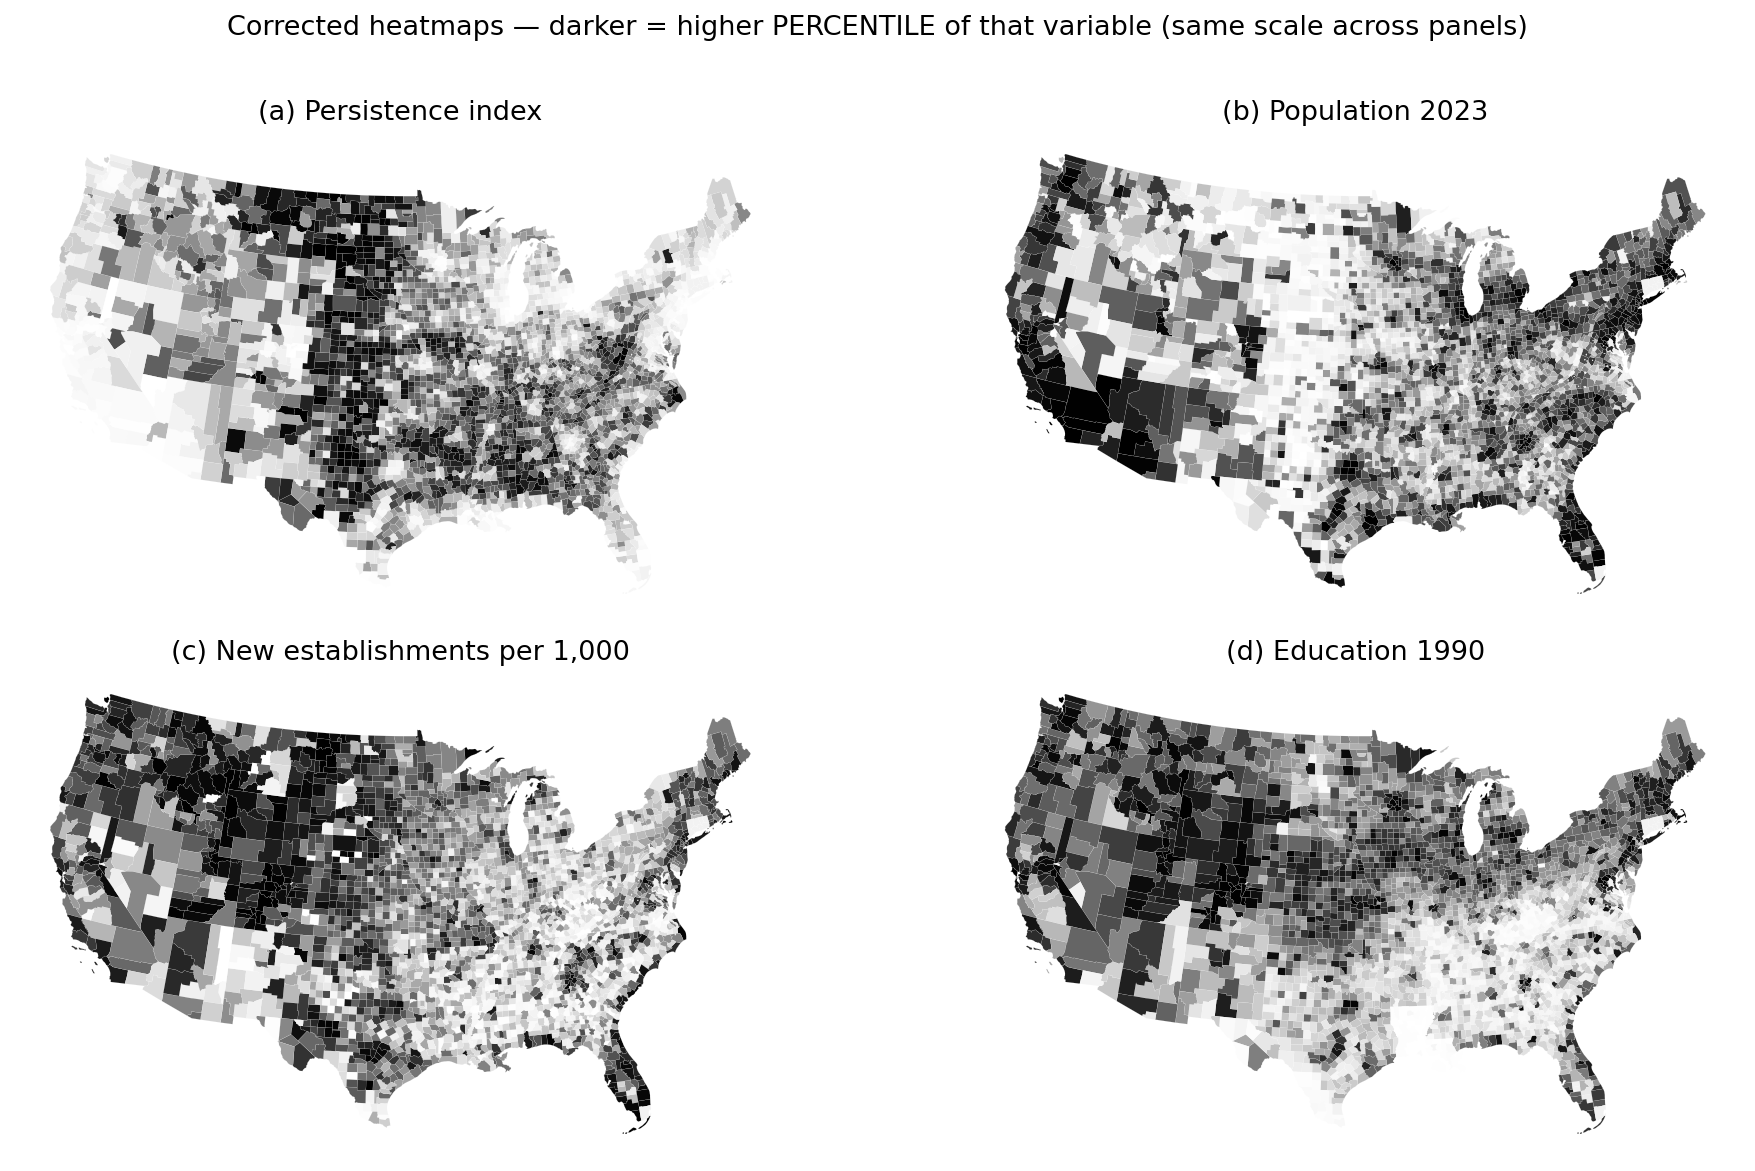 Corrected heatmaps — darker = higher PERCENTILE of that variable (same scale across panels)
(a) Persistence index
(b) Population 2023
(c) New establishments per 1,000
(d) Education 1990